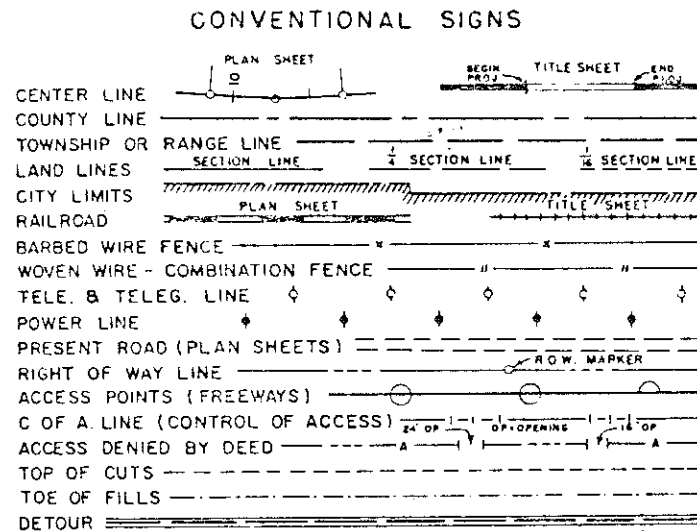 CONVENTIONAL SIGNS
PLAN SHEET
BEGIN PROJ.
TITLE SHEET
END PROJ.
CENTER LINE
COUNTY LINE
TOWNSHIP OR RANGE LINE
LAND LINES SECTION LINE 1/4 SECTION LINE 1/16 SECTION LINE
CITY LIMITS
RAILROAD PLAN SHEET TITLE SHEET
BARBED WIRE FENCE x x
WOVEN WIRE - COMBINATION FENCE
TELE. & TELEG. LINE
POWER LINE
PRESENT ROAD (PLAN SHEETS)
R.O.W. MARKER
RIGHT OF WAY LINE
ACCESS POINTS (FREEWAYS)
C OF A. LINE (CONTROL OF ACCESS)
24' OP OP=OPENING 16' OP
ACCESS DENIED BY DEED A A
TOP OF CUTS
TOE OF FILLS
DETOUR